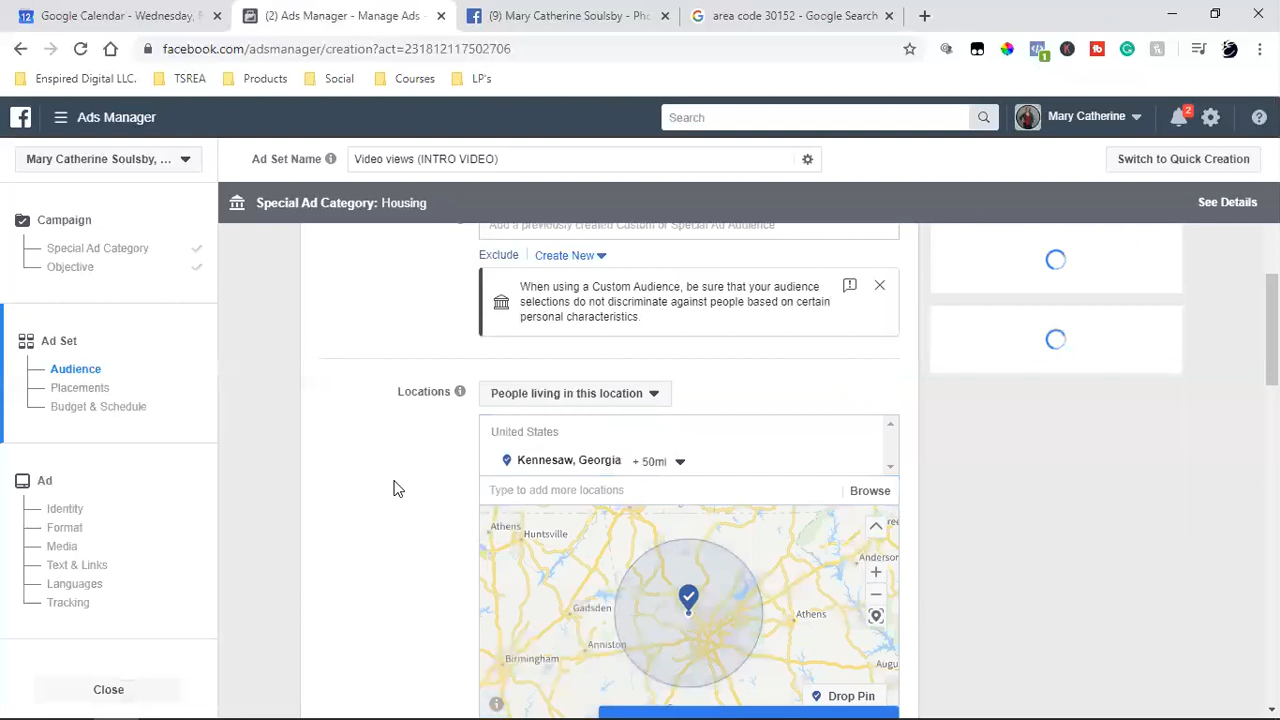 Google Calendar - Wednesday, F
(2) Ads Manager - Manage Ads -
(9) Mary Catherine Soulsby - Pho
area code 30152 - Google Search
facebook.com/adsmanager/creation?act=231812117502706
Enspired Digital LLC.
TSREA
Products
Social
Courses
LP's
Ads Manager
Search
Mary Catherine
2
Mary Catherine Soulsby, ...
Ad Set Name
Video views (INTRO VIDEO)
Switch to Quick Creation
Special Ad Category: Housing
See Details
Campaign
Special Ad Category
Objective
Ad Set
Audience
Placements
Budget & Schedule
Ad
Identity
Format
Media
Text & Links
Languages
Tracking
Close
Add a previously created Custom or Special Ad Audience
Exclude
Create New
When using a Custom Audience, be sure that your audience
selections do not discriminate against people based on certain
personal characteristics.
Locations
People living in this location
United States
Kennesaw, Georgia + 50mi
Type to add more locations
Browse
Athens
Huntsville
Anderson
Gadsden
Athens
Anniston
Birmingham
Augu
Drop Pin